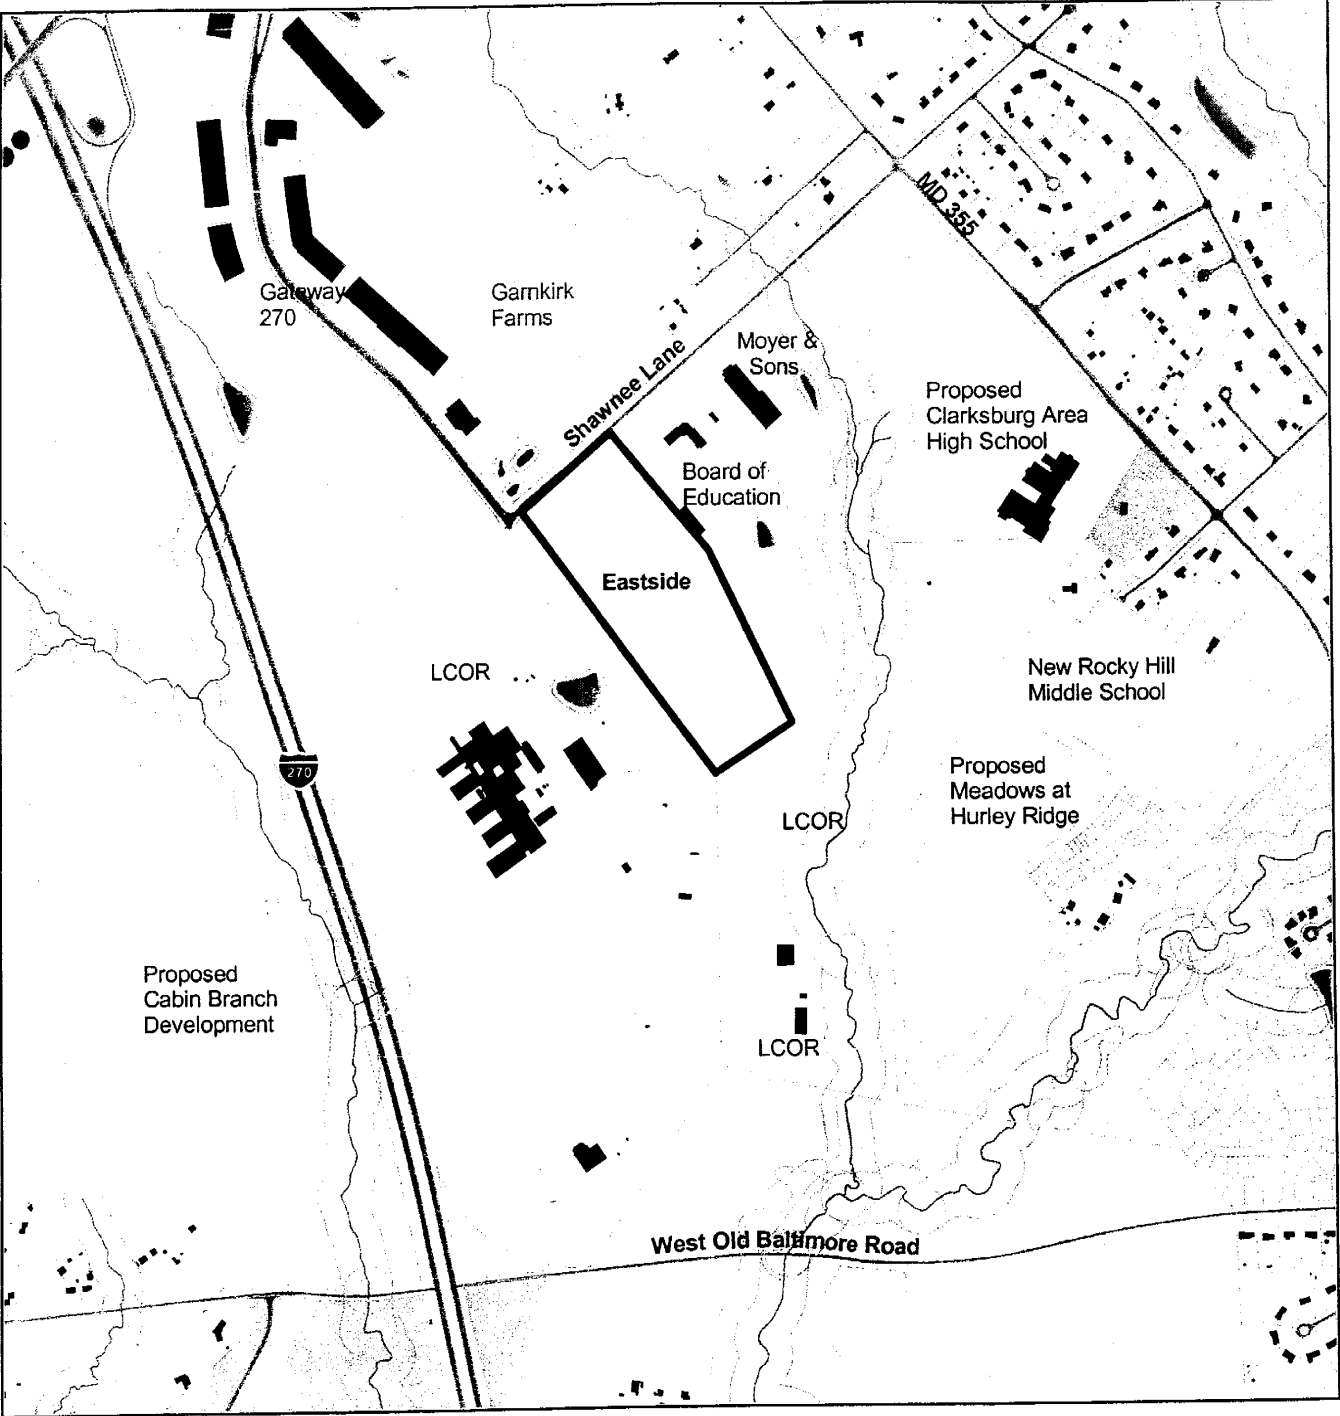 MD 355
Gateway
270
Garnkirk
Farms
Shawnee Lane
Moyer &
Sons
Proposed
Clarksburg Area
High School
Board of
Education
Eastside
LCOR
New Rocky Hill
Middle School
270
Proposed
Meadows at
Hurley Ridge
LCOR
Proposed
Cabin Branch
Development
LCOR
West Old Baltimore Road